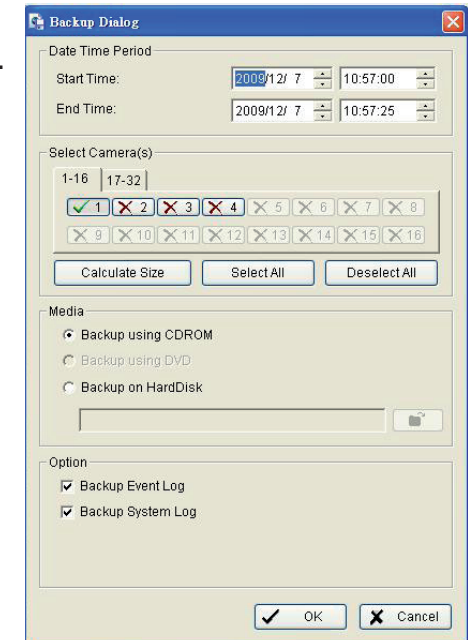 Backup Dialog
Date Time Period
Start Time: 2009/12/ 7 10:57:00
End Time: 2009/12/ 7 10:57:25
Select Camera(s)
1-16 17-32
1 2 3 4 5 6 7 8
9 10 11 12 13 14 15 16
Calculate Size Select All Deselect All
Media
Backup using CDROM
Backup using DVD
Backup on HardDisk
Option
Backup Event Log
Backup System Log
OK Cancel